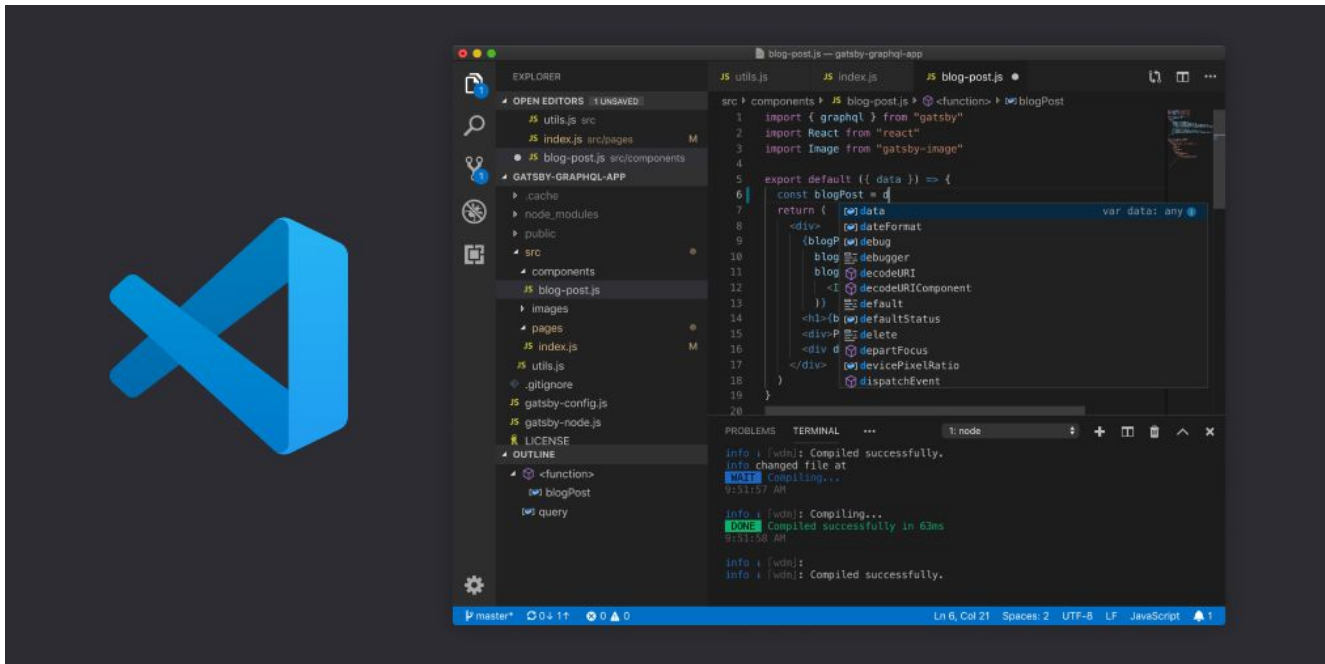 blog-post.js — gatsby-graphql-app
EXPLORER
OPEN EDITORS 1 UNSAVED
JS utils.js src
JS index.js src/pages M
JS blog-post.js src/components
GATSBY-GRAPHQL-APP
.cache
node_modules
public
src
components
JS blog-post.js
images
pages
JS index.js M
JS utils.js
.gitignore
JS gatsby-config.js
JS gatsby-node.js
LICENSE
OUTLINE
<function>
blogPost
query
1
1
JS utils.js JS index.js JS blog-post.js
src components JS blog-post.js <function> blogPost
1 import { graphql } from "gatsby"
2 import React from "react"
3 import Image from "gatsby-image"
4
5 export default ({ data }) => {
6 const blogPost = d
7 return (
8 <div>
9 {blogP
10 blog
11 blog
12 <I
13 )}
14 <h1>{b
15 <div>P
16 <div d
17 </div>
18 )
19 }
20
data var data: any
dateFormat
debug
debugger
decodeURI
decodeURIComponent
default
defaultStatus
delete
departFocus
devicePixelRatio
dispatchEvent
PROBLEMS TERMINAL ••• 1: node
info ↓ ｢wdm｣: Compiled successfully.
info changed file at
WAIT Compiling...
9:51:57 AM
info ↓ ｢wdm｣: Compiling...
DONE Compiled successfully in 63ms
9:51:58 AM
info ↓ ｢wdm｣:
info ↓ ｢wdm｣: Compiled successfully.
master* 0↓ 1↑ 0 0 Ln 6, Col 21 Spaces: 2 UTF-8 LF JavaScript 1